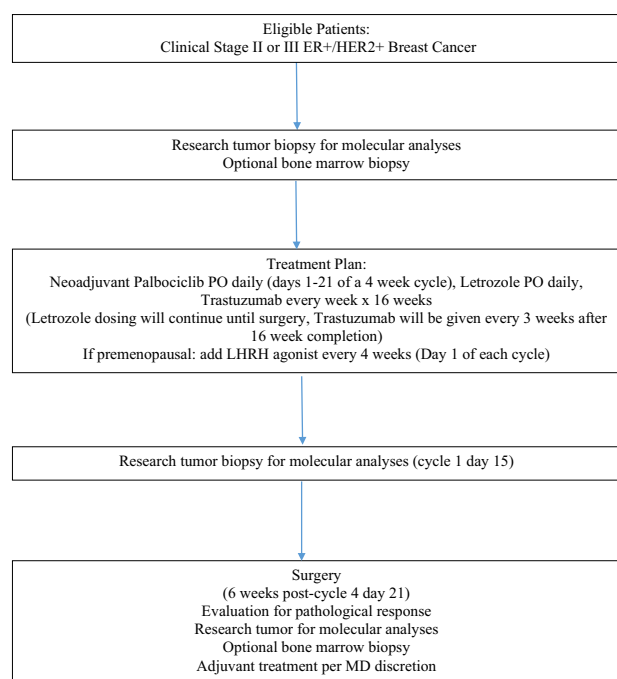 Eligible Patients:
Clinical Stage II or III ER+/HER2+ Breast Cancer
Research tumor biopsy for molecular analyses
Optional bone marrow biopsy
Treatment Plan:
Neoadjuvant Palbociclib PO daily (days 1-21 of a 4 week cycle), Letrozole PO daily,
Trastuzumab every week x 16 weeks
(Letrozole dosing will continue until surgery, Trastuzumab will be given every 3 weeks after
16 week completion)
If premenopausal: add LHRH agonist every 4 weeks (Day 1 of each cycle)
Research tumor biopsy for molecular analyses (cycle 1 day 15)
Surgery
(6 weeks post-cycle 4 day 21)
Evaluation for pathological response
Research tumor for molecular analyses
Optional bone marrow biopsy
Adjuvant treatment per MD discretion